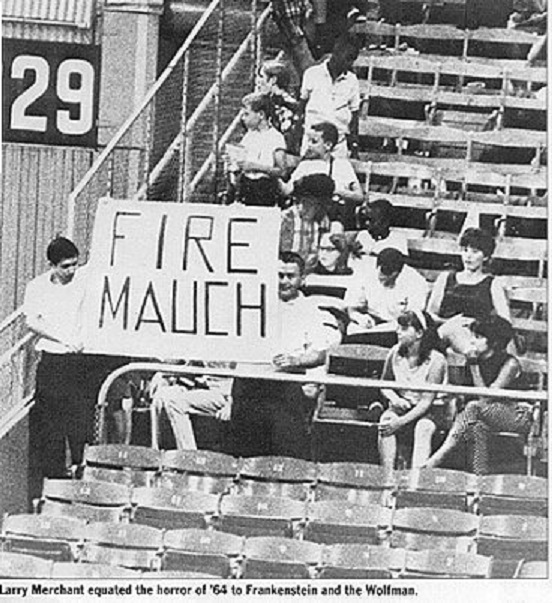 29
FIRE
MAUCH
Larry Merchant equated the horror of '64 to Frankenstein and the Wolfman.